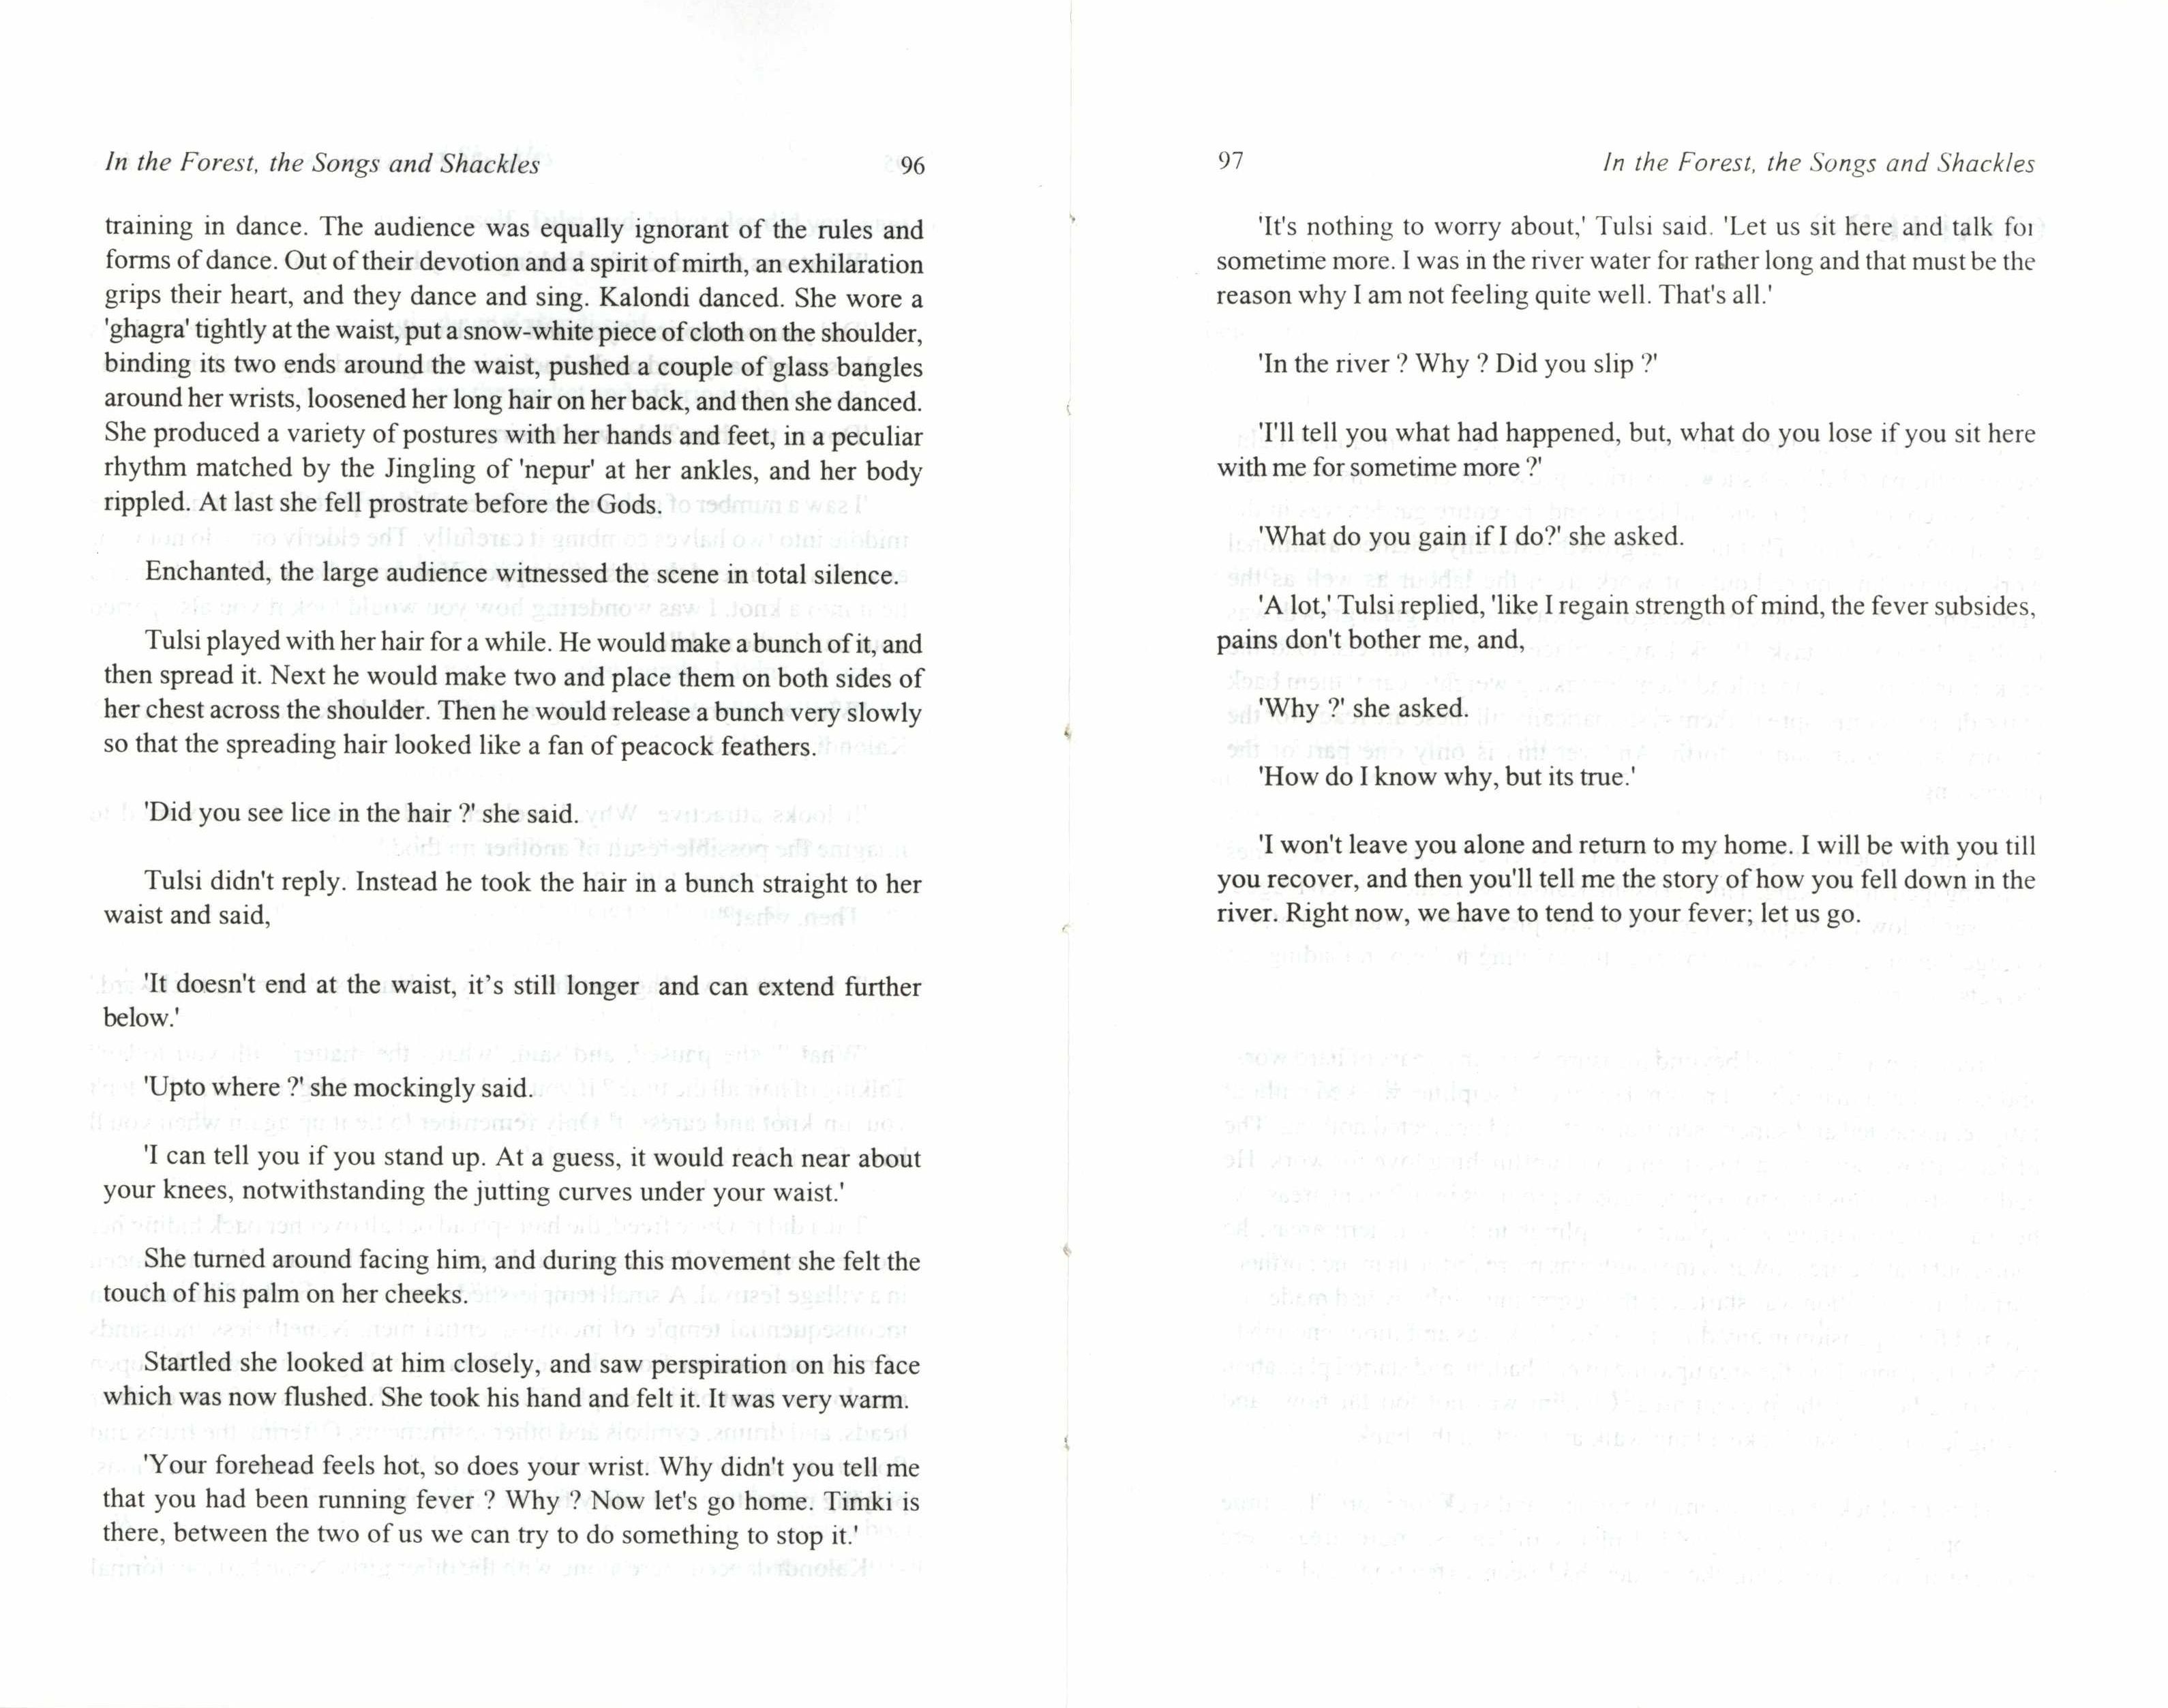 In the Forest, the Songs and Shackles 96
training in dance. The audience was equally ignorant of the rules and
forms of dance. Out of their devotion and a spirit of mirth, an exhilaration
grips their heart, and they dance and sing. Kalondi danced. She wore a
'ghagra' tightly at the waist, put a snow-white piece of cloth on the shoulder,
binding its two ends around the waist, pushed a couple of glass bangles
around her wrists, loosened her long hair on her back, and then she danced.
She produced a variety of postures with her hands and feet, in a peculiar
rhythm matched by the Jingling of 'nepur' at her ankles, and her body
rippled. At last she fell prostrate before the Gods.
Enchanted, the large audience witnessed the scene in total silence.
Tulsi played with her hair for a while. He would make a bunch of it, and
then spread it. Next he would make two and place them on both sides of
her chest across the shoulder. Then he would release a bunch very slowly
so that the spreading hair looked like a fan of peacock feathers.
'Did you see lice in the hair ?' she said.
Tulsi didn't reply. Instead he took the hair in a bunch straight to her
waist and said,
'It doesn't end at the waist, it's still longer and can extend further
below.'
'Upto where ?' she mockingly said.
'I can tell you if you stand up. At a guess, it would reach near about
your knees, notwithstanding the jutting curves under your waist.'
She turned around facing him, and during this movement she felt the
touch of his palm on her cheeks.
Startled she looked at him closely, and saw perspiration on his face
which was now flushed. She took his hand and felt it. It was very warm.
'Your forehead feels hot, so does your wrist. Why didn't you tell me
that you had been running fever ? Why ? Now let's go home. Timki is
there, between the two of us we can try to do something to stop it.'
97 In the Forest, the Songs and Shackles
'It's nothing to worry about,' Tulsi said. 'Let us sit here and talk for
sometime more. I was in the river water for rather long and that must be the
reason why I am not feeling quite well. That's all.'
'In the river ? Why ? Did you slip ?'
'I'll tell you what had happened, but, what do you lose if you sit here
with me for sometime more ?'
'What do you gain if I do?' she asked.
'A lot,' Tulsi replied, 'like I regain strength of mind, the fever subsides,
pains don't bother me, and,
'Why ?' she asked.
'How do I know why, but its true.'
'I won't leave you alone and return to my home. I will be with you till
you recover, and then you'll tell me the story of how you fell down in the
river. Right now, we have to tend to your fever; let us go.